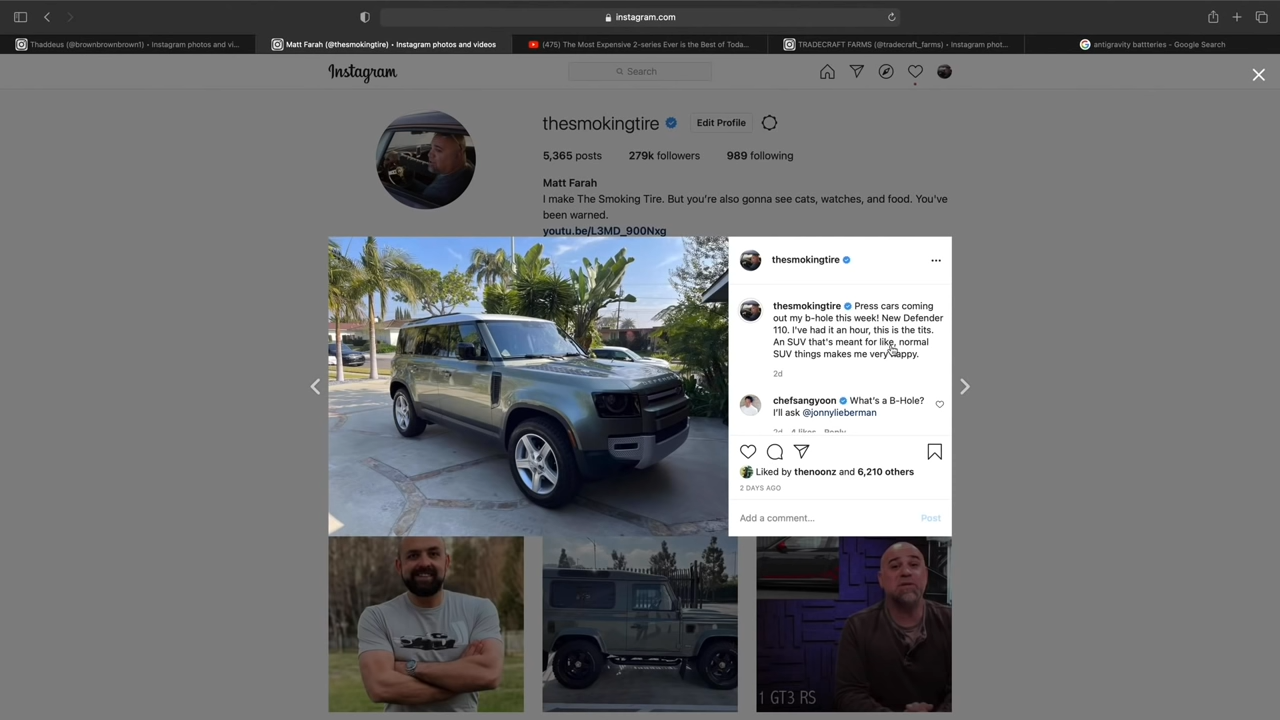 instagram.com
Thaddeus (@brownbrownbrown1) • Instagram photos and vi...
Matt Farah (@thesmokingtire) • Instagram photos and videos
(475) The Most Expensive 2-series Ever is the Best of Toda...
TRADECRAFT FARMS (@tradecraft_farms) • Instagram phot...
antigravity battteries - Google Search
Instagram
Search
thesmokingtire
Edit Profile
5,365 posts 279k followers 989 following
Matt Farah
I make The Smoking Tire. But you're also gonna see cats, watches, and food. You've
been warned.
youtu.be/L3MD_900Nxg
thesmokingtire
thesmokingtire Press cars coming
out my b-hole this week! New Defender
110. I've had it an hour, this is the tits.
An SUV that's meant for like, normal
SUV things makes me very happy.
2d
chefsangyoon What's a B-Hole?
I'll ask @jonnylieberman
2d 4 likes Reply
Liked by thenoonz and 6,210 others
2 DAYS AGO
Add a comment... Post
1 GT3 RS